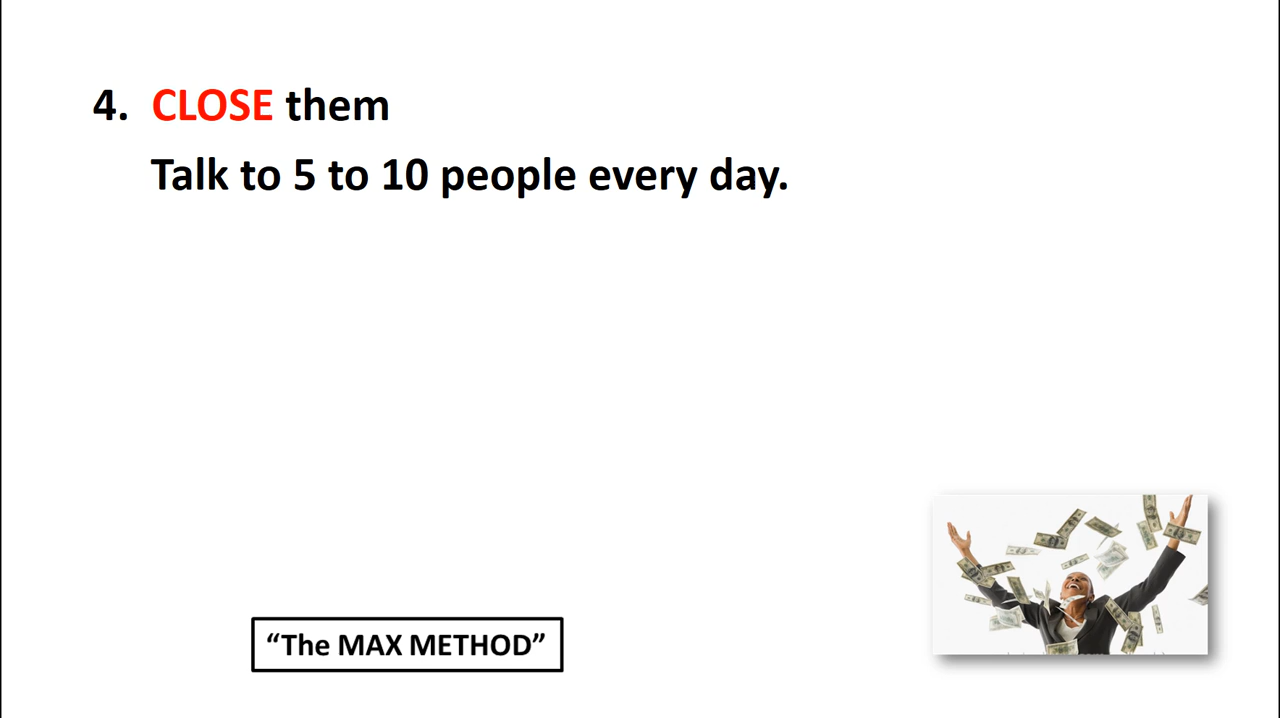 4. CLOSE them
Talk to 5 to 10 people every day.
“The MAX METHOD”